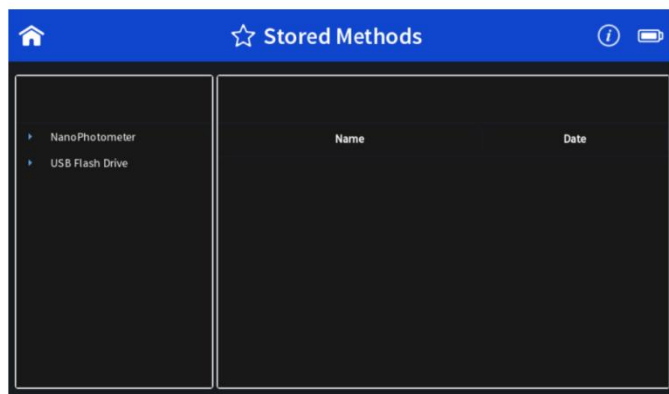 Stored Methods
NanoPhotometer
USB Flash Drive
Name Date